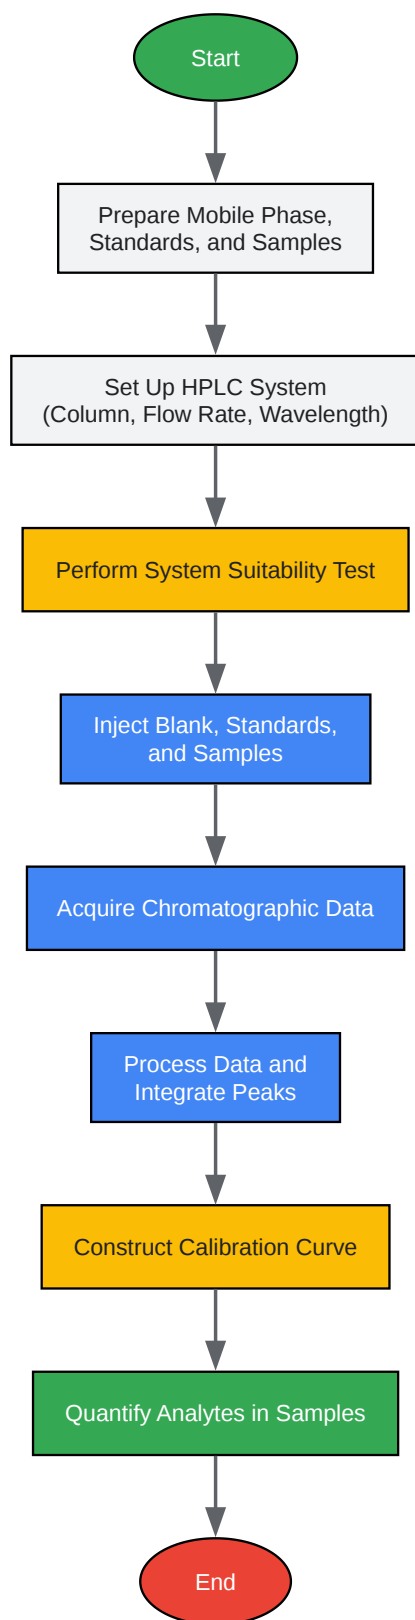 Start
Prepare Mobile Phase,
Standards, and Samples
Set Up HPLC System
(Column, Flow Rate, Wavelength)
Perform System Suitability Test
Inject Blank, Standards,
and Samples
Acquire Chromatographic Data
Process Data and
Integrate Peaks
Construct Calibration Curve
Quantify Analytes in Samples
End